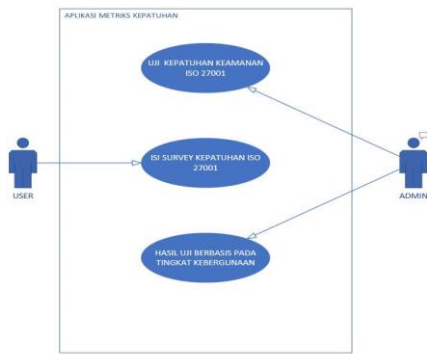 APLIKASI METRIKS KEPATUHAN
UJI KEPATUHAN KEAMANAN
ISO 27001
ISI SURVEY KEPATUHAN ISO
27001
USER
ADMIN
HASIL UJI BERBASIS PADA
TINGKAT KEBERGUNAAN